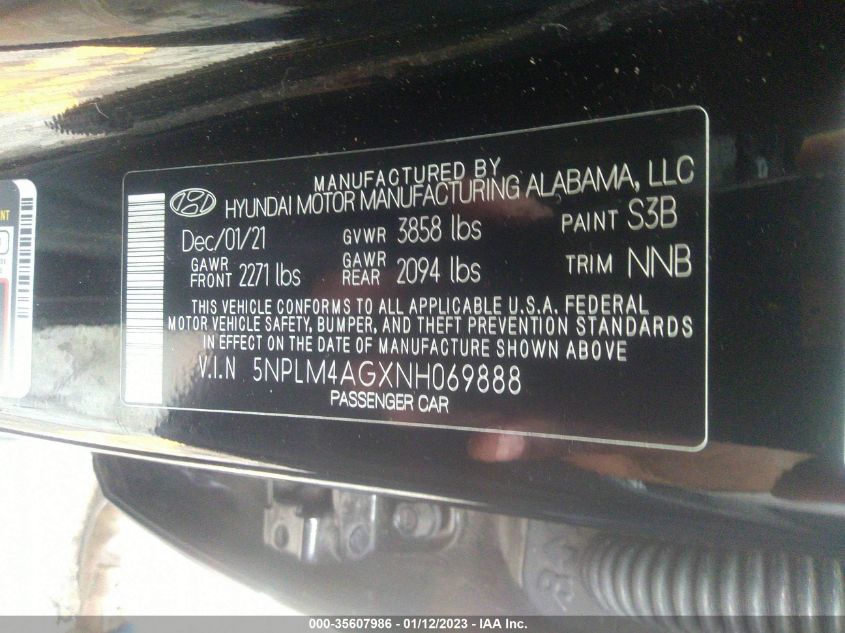 MANUFACTURED BY
HYUNDAI MOTOR MANUFACTURING ALABAMA, LLC
Dec/01/21 GVWR 3858 lbs PAINT S3B
GAWR FRONT 2271 lbs GAWR REAR 2094 lbs TRIM NNB
THIS VEHICLE CONFORMS TO ALL APPLICABLE U.S.A. FEDERAL
MOTOR VEHICLE SAFETY, BUMPER, AND THEFT PREVENTION STANDARDS
IN EFFECT ON THE DATE OF MANUFACTURE SHOWN ABOVE
V.I.N 5NPLM4AGXNH069888
PASSENGER CAR
000-35607986 - 01/12/2023 - IAA Inc.